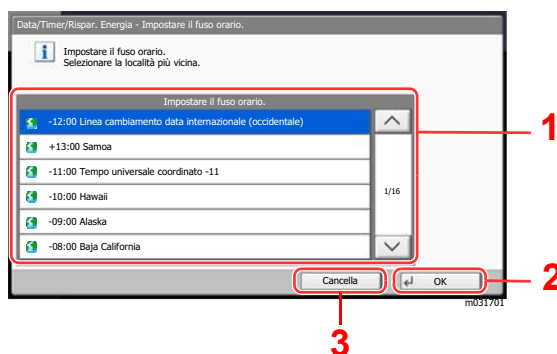 Data/Timer/Rispar. Energia - Impostare il fuso orario.
Impostare il fuso orario.
Selezionare la località più vicina.
Impostare il fuso orario.
-12:00 Linea cambiamento data internazionale (occidentale)
+13:00 Samoa
-11:00 Tempo universale coordinato -11
-10:00 Hawaii
-09:00 Alaska
-08:00 Baja California
1/16
1
Cancella
OK
2
m031701
3